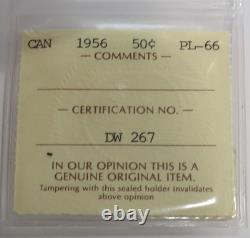 CAN 1956 50¢ PL-66
— COMMENTS —
— CERTIFICATION NO. —
DW 267
IN OUR OPINION THIS IS A
GENUINE ORIGINAL ITEM.
Tampering with this sealed holder invalidates
above opinion